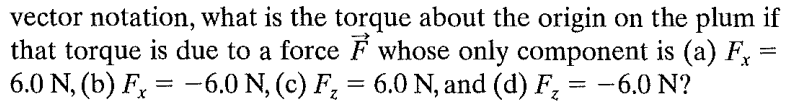 vector notation, what is the torque about the origin on the plum if
that torque is due to a force F⃗ whose only component is (a) Fₓ =
6.0 N, (b) Fₓ = −6.0 N, (c) F_z = 6.0 N, and (d) F_z = −6.0 N?